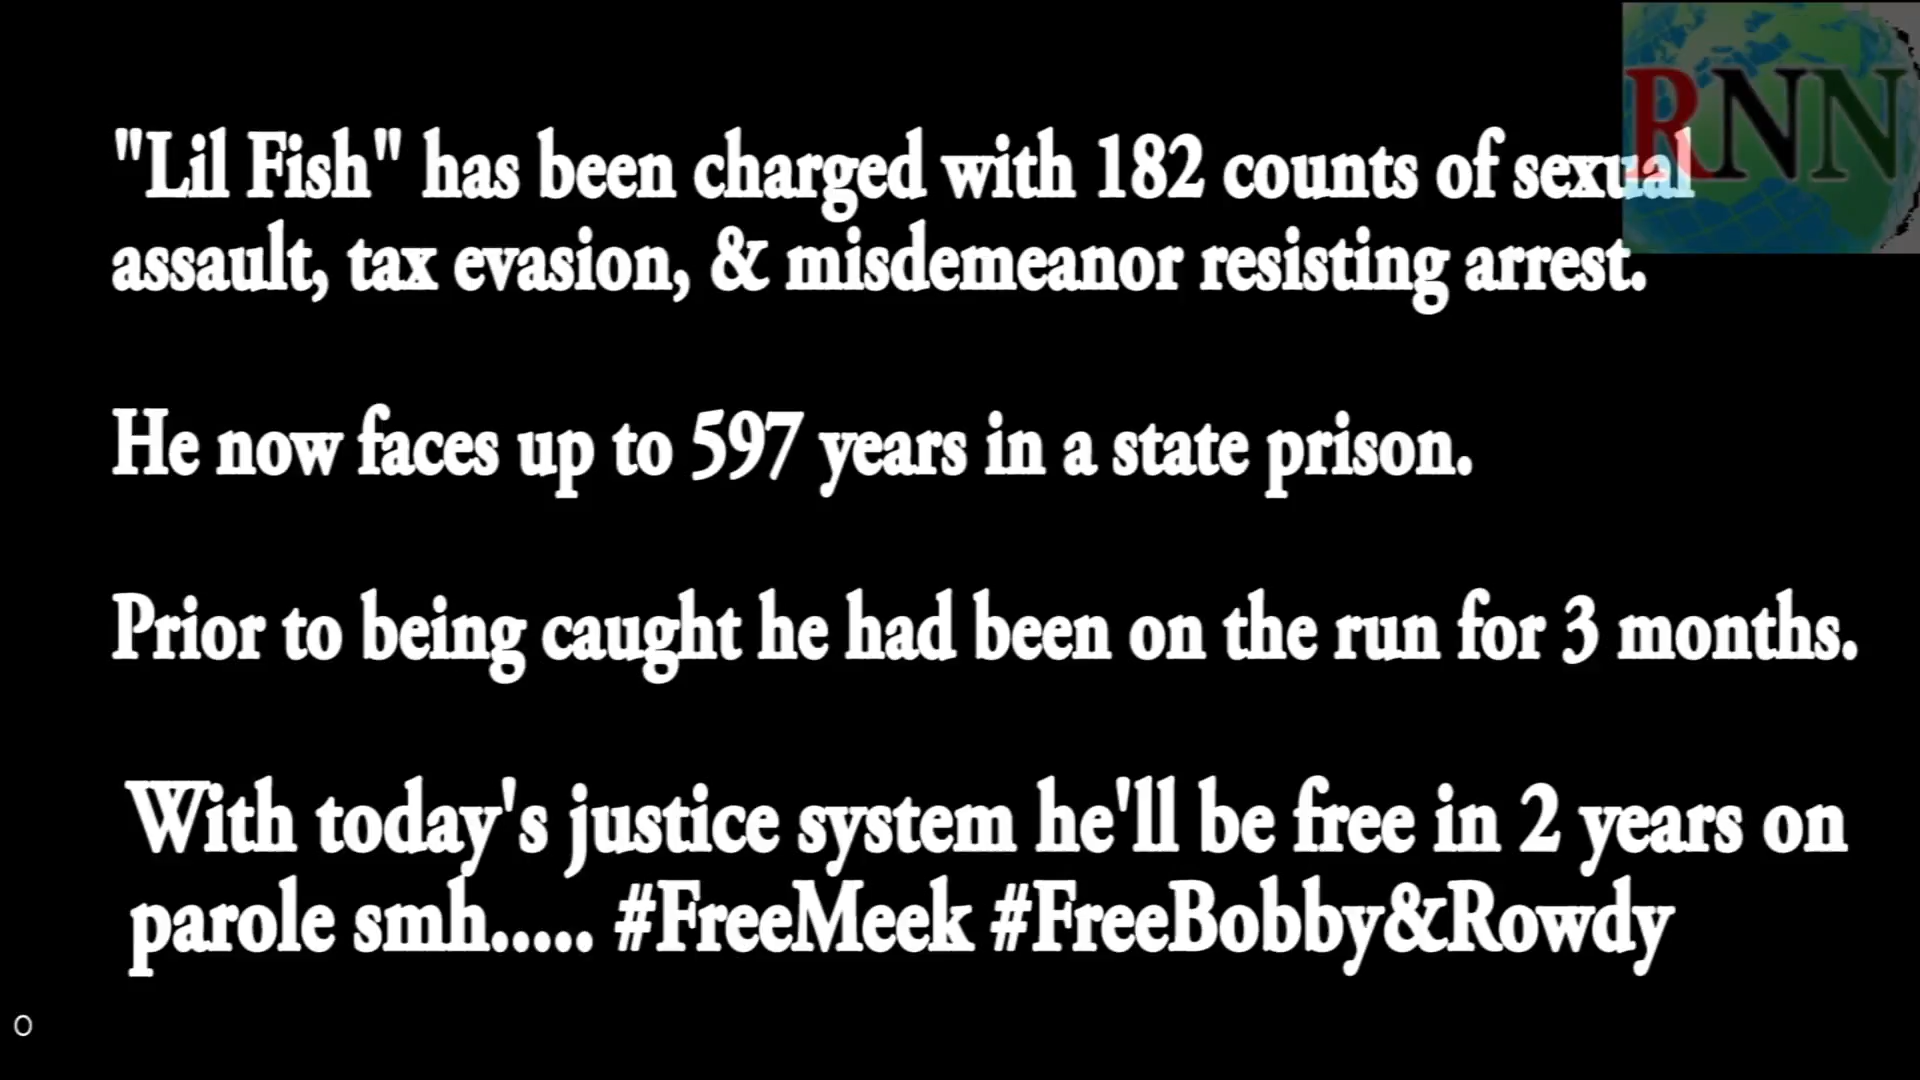 RNN
"Lil Fish" has been charged with 182 counts of sexual
assault, tax evasion, & misdemeanor resisting arrest.
He now faces up to 597 years in a state prison.
Prior to being caught he had been on the run for 3 months.
With today's justice system he'll be free in 2 years on
parole smh..... #FreeMeek #FreeBobby&Rowdy
O